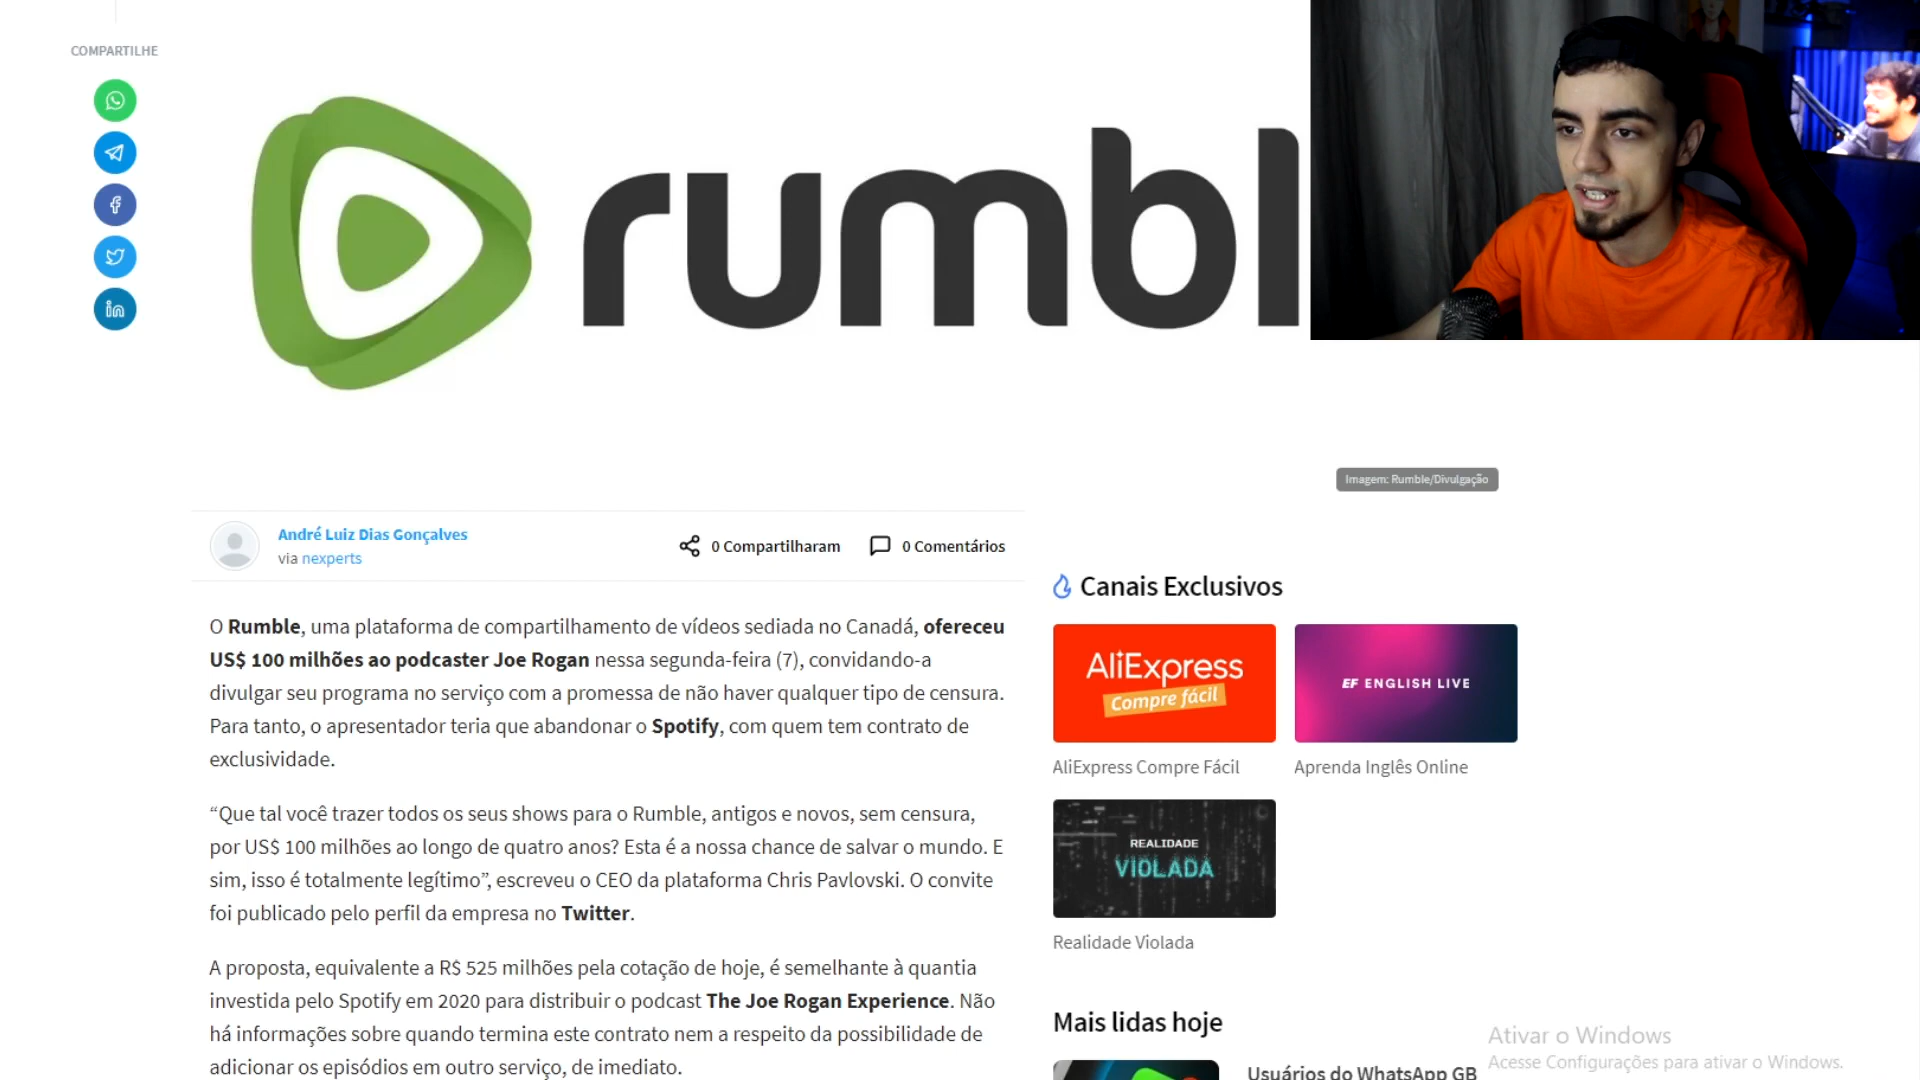 COMPARTILHE
rumbl
Imagem: Rumble/Divulgação
André Luiz Dias Gonçalves
via nexperts
0 Compartilharam
0 Comentários
O Rumble, uma plataforma de compartilhamento de vídeos sediada no Canadá, ofereceu
US$ 100 milhões ao podcaster Joe Rogan nessa segunda-feira (7), convidando-a
divulgar seu programa no serviço com a promessa de não haver qualquer tipo de censura.
Para tanto, o apresentador teria que abandonar o Spotify, com quem tem contrato de
exclusividade.
“Que tal você trazer todos os seus shows para o Rumble, antigos e novos, sem censura,
por US$ 100 milhões ao longo de quatro anos? Esta é a nossa chance de salvar o mundo. E
sim, isso é totalmente legítimo”, escreveu o CEO da plataforma Chris Pavlovski. O convite
foi publicado pelo perfil da empresa no Twitter.
A proposta, equivalente a R$ 525 milhões pela cotação de hoje, é semelhante à quantia
investida pelo Spotify em 2020 para distribuir o podcast The Joe Rogan Experience. Não
há informações sobre quando termina este contrato nem a respeito da possibilidade de
adicionar os episódios em outro serviço, de imediato.
Canais Exclusivos
AliExpress
Compre fácil
EF ENGLISH LIVE
AliExpress Compre Fácil
Aprenda Inglês Online
REALIDADE
VIOLADA
Realidade Violada
Mais lidas hoje
Usuários do WhatsApp GB
Ativar o Windows
Acesse Configurações para ativar o Windows.